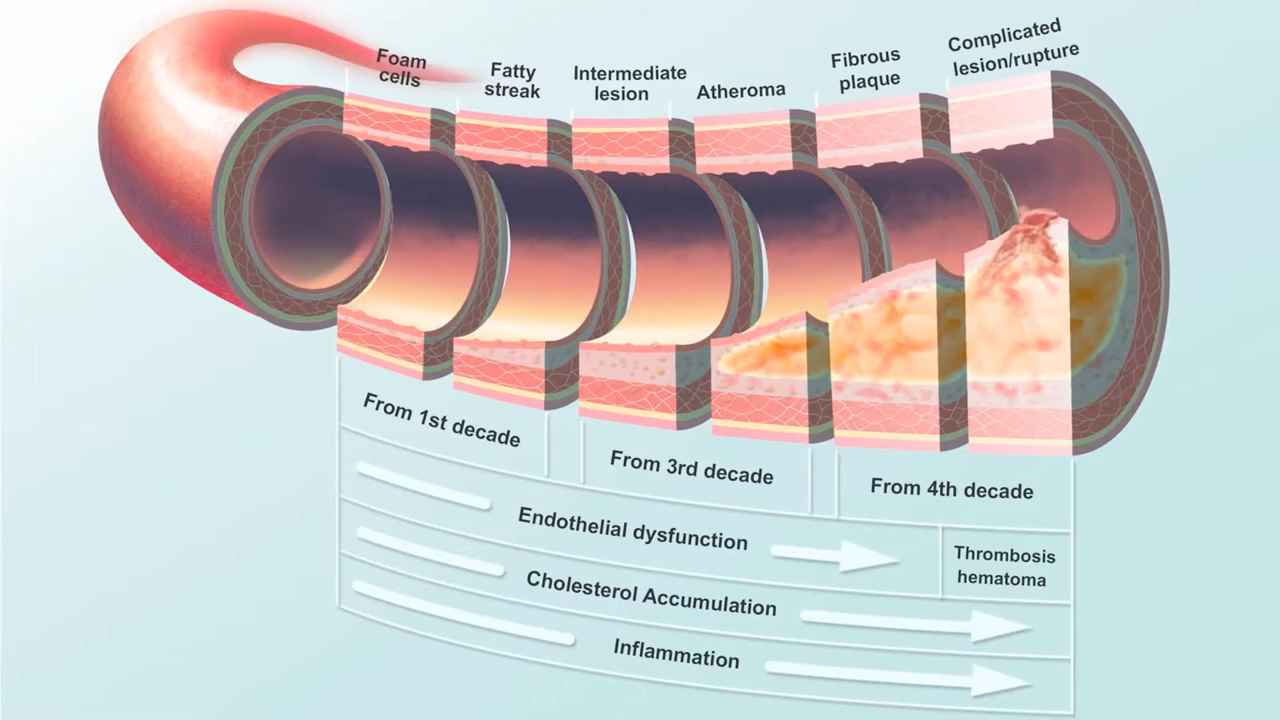 Foam
cells
Fatty
streak
Intermediate
lesion
Atheroma
Fibrous
plaque
Complicated
lesion/rupture
From 1st decade
From 3rd decade
From 4th decade
Endothelial dysfunction
Thrombosis
hematoma
Cholesterol Accumulation
Inflammation